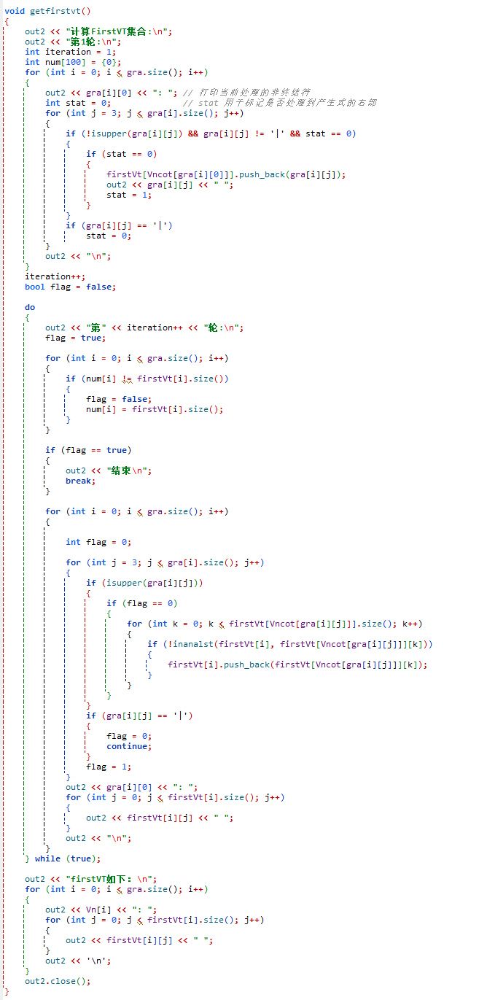 void getfirstvt()
{
    out2 << "计算FirstVT集合:\n";
    out2 << "第1轮:\n";
    int iteration = 1;
    int num[100] = {0};
    for (int i = 0; i < gra.size(); i++)
    {
        out2 << gra[i][0] << ": "; // 打印当前处理的非终结符
        int stat = 0;              // stat 用于标记是否处理到产生式的右部
        for (int j = 3; j < gra[i].size(); j++)
        {
            if (!isupper(gra[i][j]) && gra[i][j] != '|' && stat == 0)
            {
                if (stat == 0)
                {
                    firstVt[Vncot[gra[i][0]]].push_back(gra[i][j]);
                    out2 << gra[i][j] << " ";
                    stat = 1;
                }
            }
            if (gra[i][j] == '|')
                stat = 0;
        }
        out2 << "\n";
    }
    iteration++;
    bool flag = false;

    do
    {
        out2 << "第" << iteration++ << "轮:\n";
        flag = true;

        for (int i = 0; i < gra.size(); i++)
        {
            if (num[i] != firstVt[i].size())
            {
                flag = false;
                num[i] = firstVt[i].size();
            }
        }

        if (flag == true)
        {
            out2 << "结束\n";
            break;
        }

        for (int i = 0; i < gra.size(); i++)
        {

            int flag = 0;

            for (int j = 3; j < gra[i].size(); j++)
            {
                if (isupper(gra[i][j]))
                {
                    if (flag == 0)
                    {
                        for (int k = 0; k < firstVt[Vncot[gra[i][j]]].size(); k++)
                        {
                            if (!inanalst(firstVt[i], firstVt[Vncot[gra[i][j]]][k]))
                            {
                                firstVt[i].push_back(firstVt[Vncot[gra[i][j]]][k]);
                            }
                        }
                    }
                }
                if (gra[i][j] == '|')
                {
                    flag = 0;
                    continue;
                }
                flag = 1;
            }
            out2 << gra[i][0] << ": ";
            for (int j = 0; j < firstVt[i].size(); j++)
            {
                out2 << firstVt[i][j] << " ";
            }
            out2 << "\n";
        }
    } while (true);

    out2 << "firstVT如下: \n";
    for (int i = 0; i < gra.size(); i++)
    {
        out2 << Vn[i] << ": ";
        for (int j = 0; j < firstVt[i].size(); j++)
        {
            out2 << firstVt[i][j] << " ";
        }
        out2 << '\n';
    }
    out2.close();
}